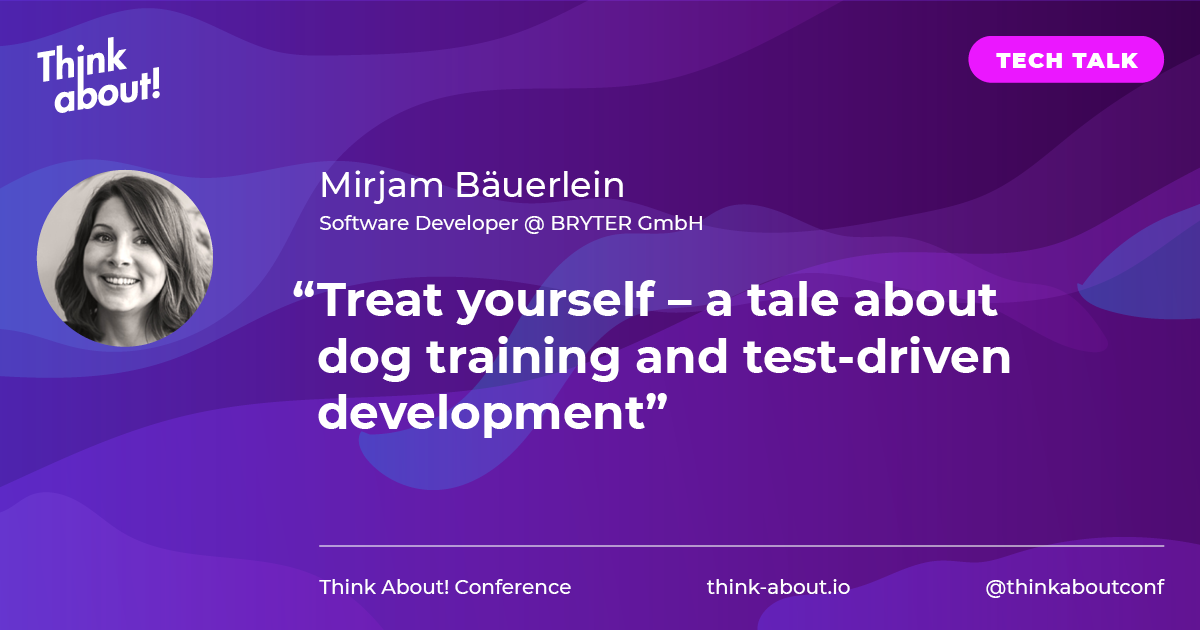 Think
about!
TECH TALK
Mirjam Bäuerlein
Software Developer @ BRYTER GmbH
“Treat yourself – a tale about
dog training and test-driven
development”
Think About! Conference
think-about.io
@thinkaboutconf